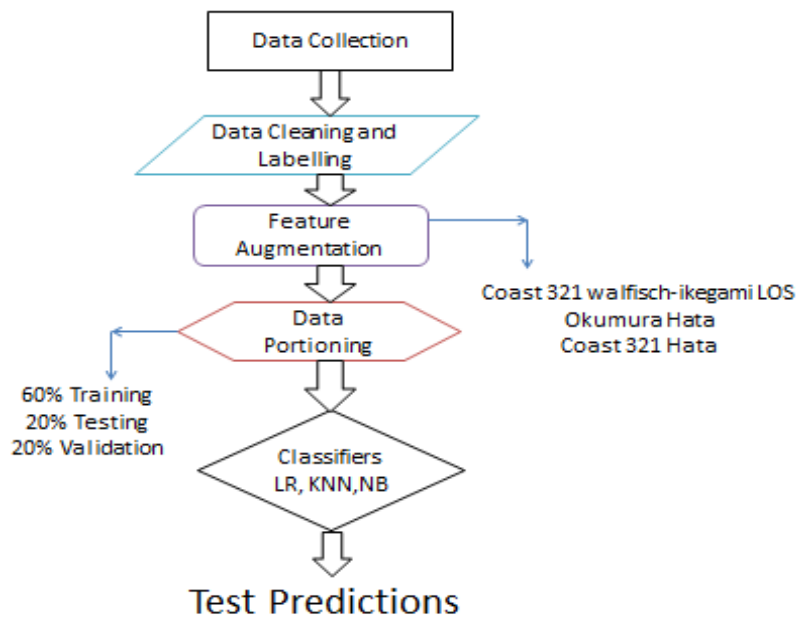 Data Collection
Data Cleaning and
Labelling
Feature
Augmentation
Coast 321 walfisch-ikegami LOS
Okumura Hata
Coast 321 Hata
Data
Portioning
60% Training
20% Testing
20% Validation
Classifiers
LR, KNN,NB
Test Predictions